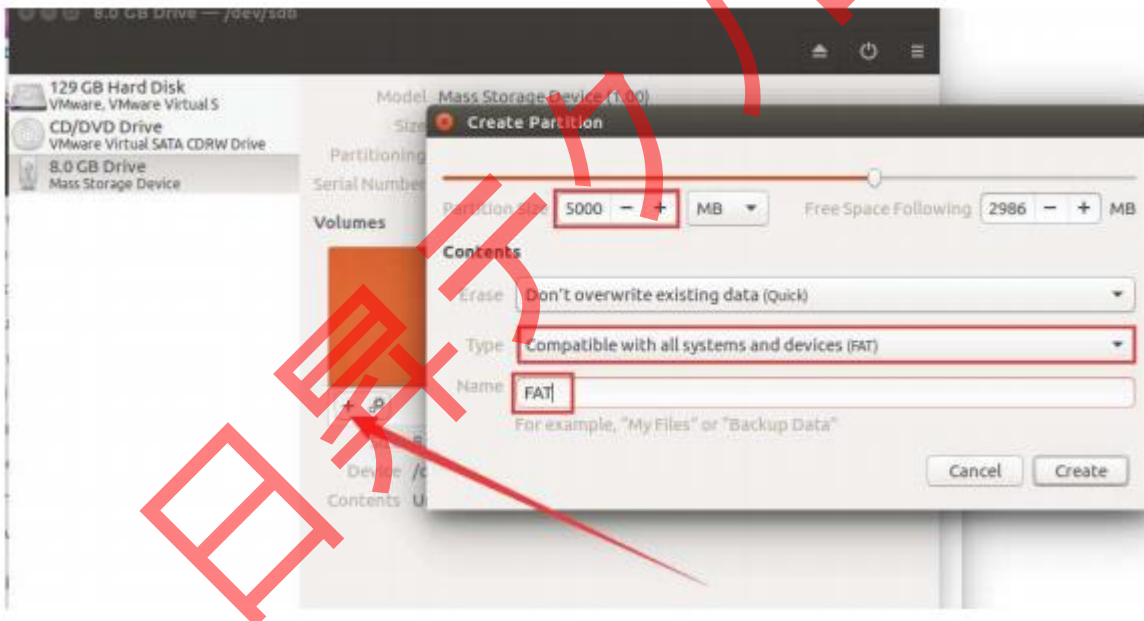 8.0 GB Drive — /dev/sdb
129 GB Hard Disk
VMware, VMware Virtual S
CD/DVD Drive
VMware Virtual SATA CDRW Drive
8.0 GB Drive
Mass Storage Device
Model Mass Storage Device (1.00)
Size
Partitioning
Serial Number
Volumes
Device
Contents
Create Partition
Partition Size 5000 − + MB Free Space Following 2986 − + MB
Contents
Erase Don't overwrite existing data (Quick)
Type Compatible with all systems and devices (FAT)
Name FAT
For example, "My Files" or "Backup Data"
Cancel Create